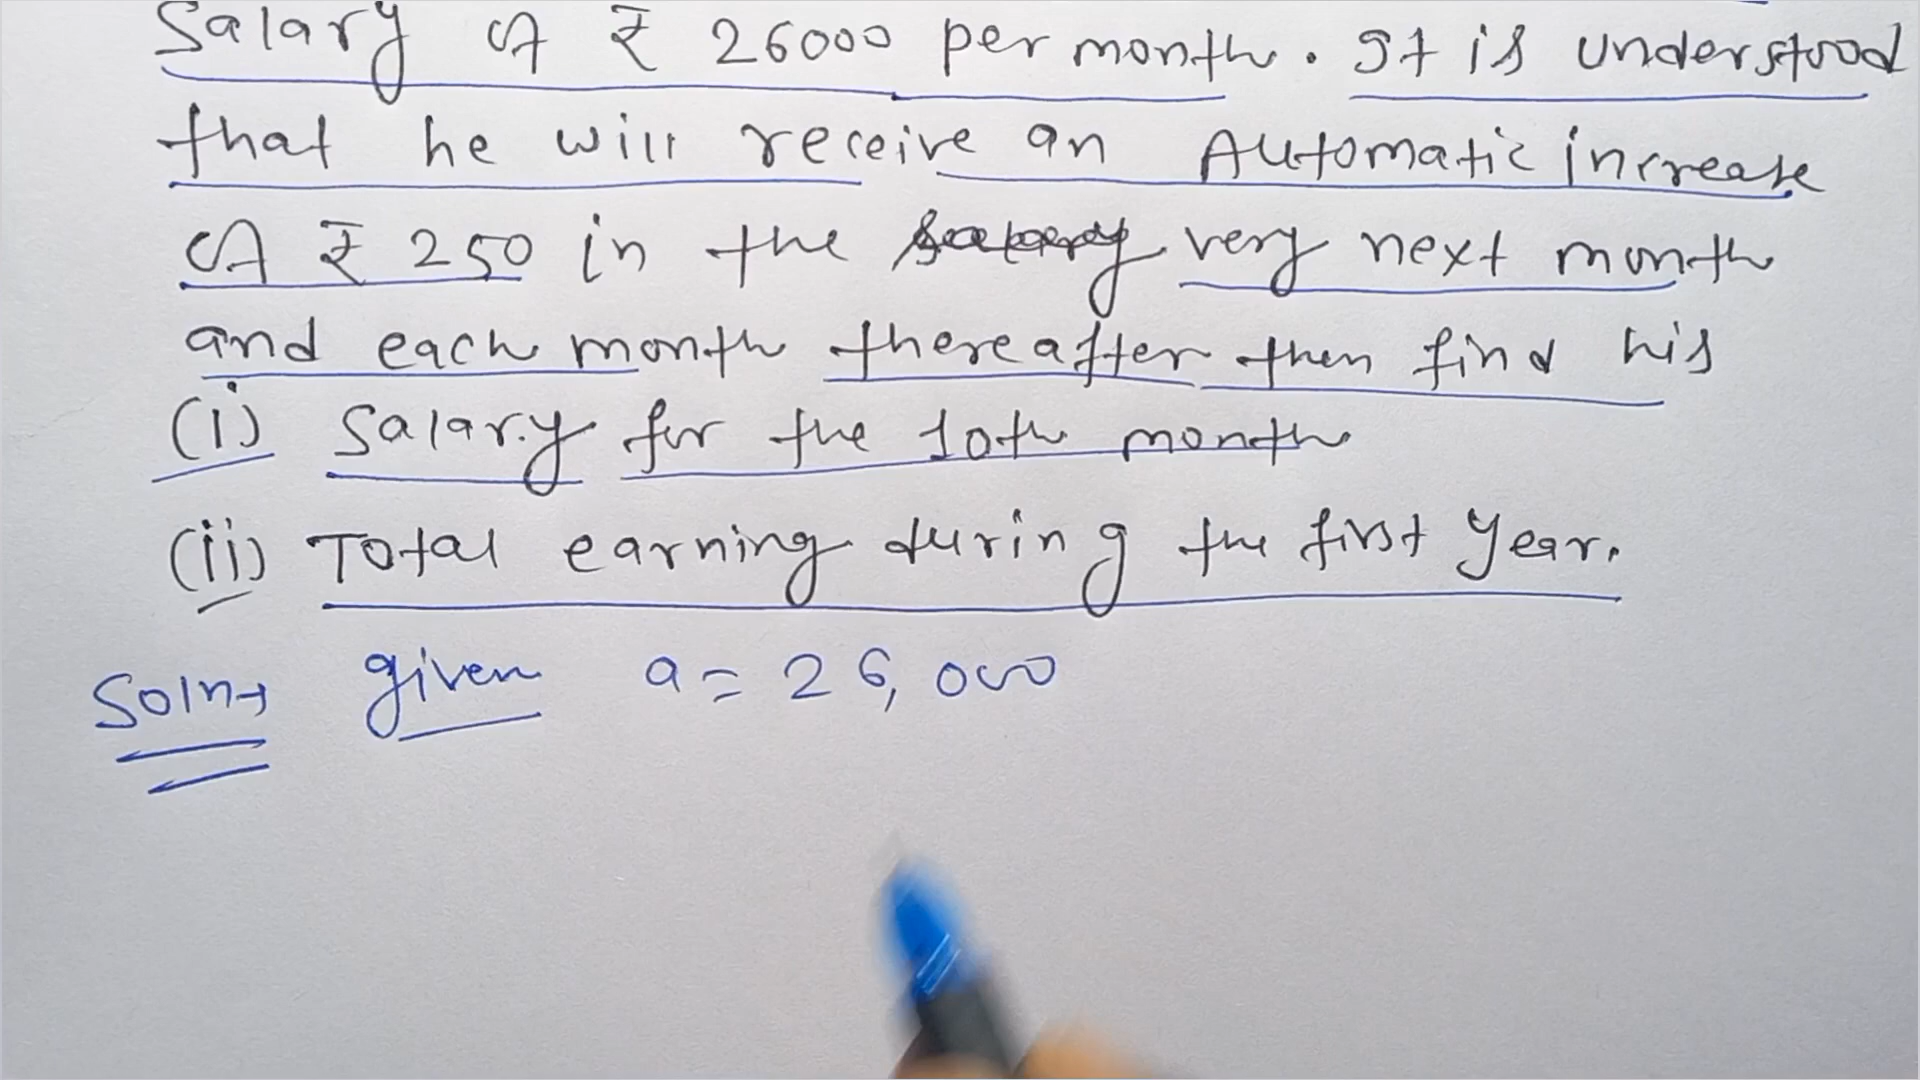 Salary of ₹ 26000 per month. It is understood
that he will receive an Automatic increase
of ₹ 250 in the very next month
and each month thereafter then find his
(i) Salary for the 10th month
(ii) Total earning during the first year.
Soln→ given a = 26,000